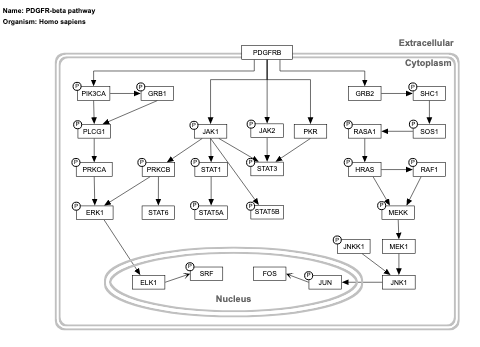 Name: PDGFR-beta pathway
Organism: Homo sapiens
Extracellular
PDGFRB
Cytoplasm
P
PIK3CA
P
GRB1
GRB2
P
SHC1
P
PLCG1
P
JAK1
P
JAK2
PKR
P
RASA1
P
SOS1
P
PRKCA
P
PRKCB
P
STAT1
P
STAT3
P
HRAS
P
RAF1
P
ERK1
STAT6
P
STAT5A
P
STAT5B
P
MEKK
P
JNKK1
MEK1
P
ELK1
P
SRF
FOS
P
JUN
JNK1
Nucleus